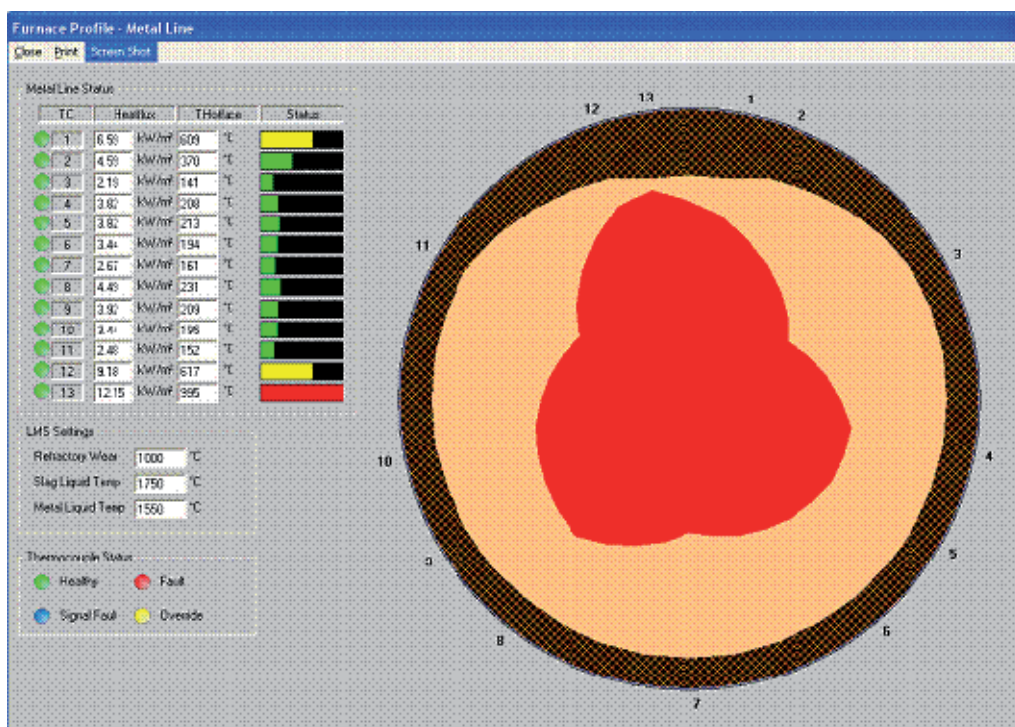 Furnace Profile - Metal Line
Close Print Screen Shot
Metal Line Status
TC Heatflux THotface Status
1 6.59 kW/m² 609 °C
2 4.59 kW/m² 370 °C
3 2.19 kW/m² 141 °C
4 3.82 kW/m² 208 °C
5 3.82 kW/m² 213 °C
6 3.44 kW/m² 194 °C
7 2.67 kW/m² 161 °C
8 4.49 kW/m² 231 °C
9 3.92 kW/m² 209 °C
10 3.44 kW/m² °C
11 2.48 kW/m² 152 °C
12 9.18 kW/m² 617 °C
13 12.15 kW/m² 995 °C
LMS Settings
Refractory Wear 1000 °C
Slag Liquid Temp 1750 °C
Metal Liquid Temp 1550 °C
Thermocouple Status
Healthy Fault
Signal Fault Override
13 1
12 2
11 3
10 4
9 5
8 6
7